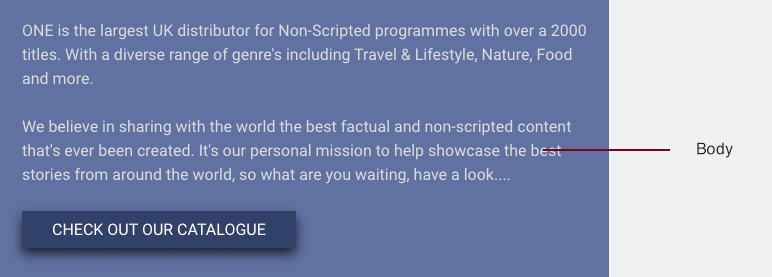 ONE is the largest UK distributor for Non-Scripted programmes with over a 2000
titles. With a diverse range of genre's including Travel & Lifestyle, Nature, Food
and more.
We believe in sharing with the world the best factual and non-scripted content
that's ever been created. It's our personal mission to help showcase the best
stories from around the world, so what are you waiting, have a look....
Body
CHECK OUT OUR CATALOGUE